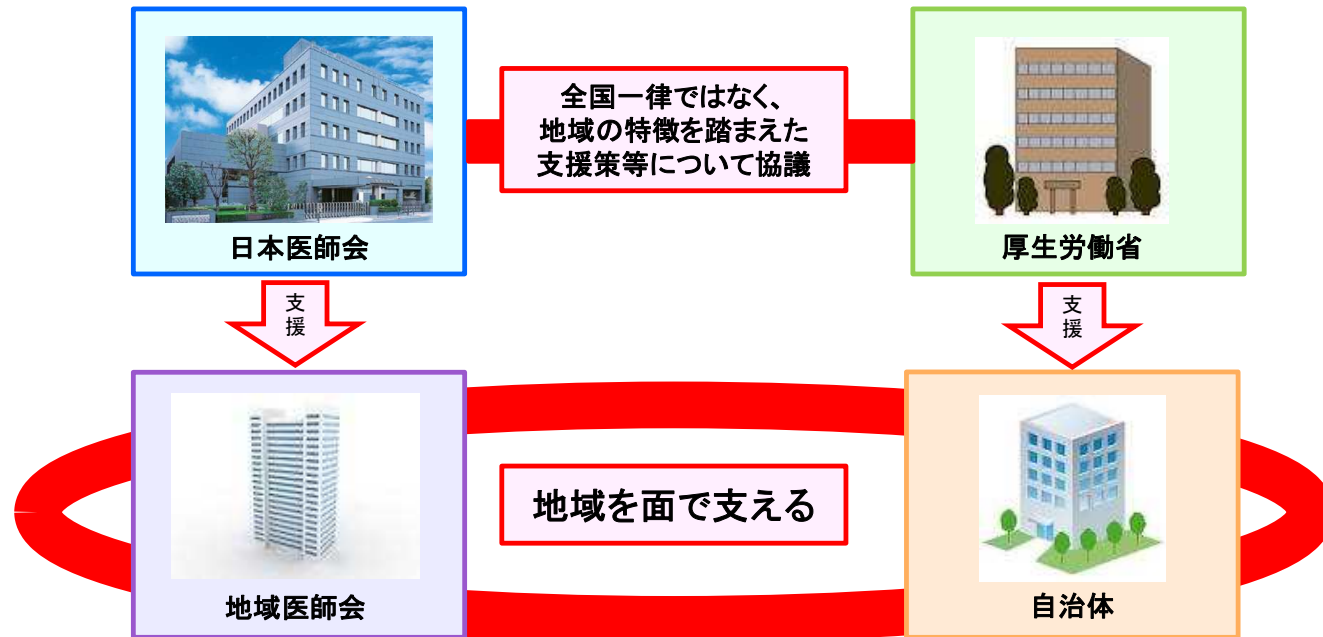 全国一律ではなく、
地域の特徴を踏まえた
支援策等について協議
日本医師会
厚生労働省
支
援
支
援
地域を面で支える
地域医師会
自治体